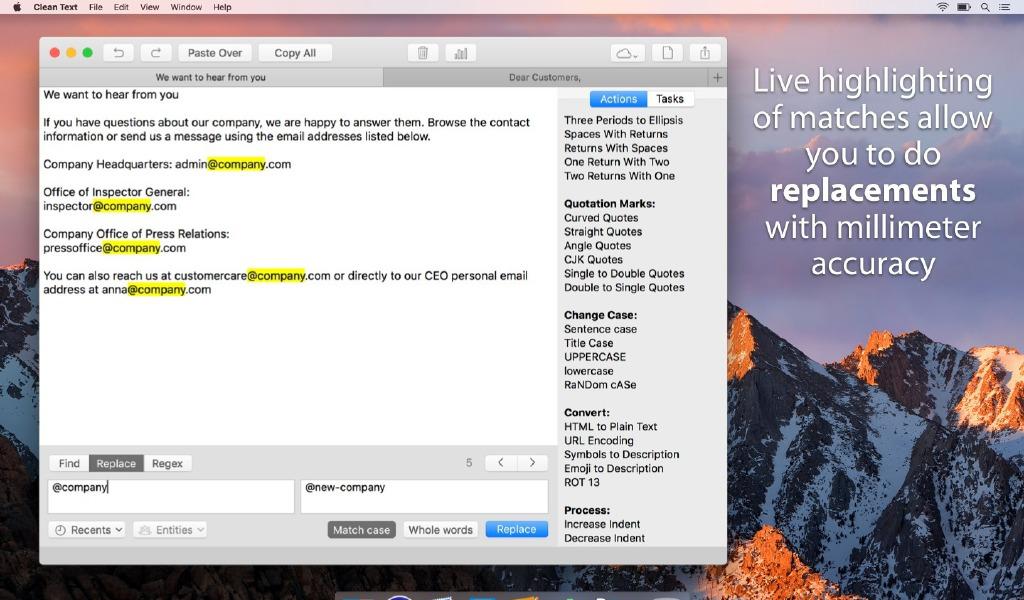 Clean Text File Edit View Window Help
Paste Over Copy All
We want to hear from you Dear Customers, +
We want to hear from you
If you have questions about our company, we are happy to answer them. Browse the contact
information or send us a message using the email addresses listed below.
Company Headquarters: admin@company.com
Office of Inspector General:
inspector@company.com
Company Office of Press Relations:
pressoffice@company.com
You can also reach us at customercare@company.com or directly to our CEO personal email
address at anna@company.com
Actions Tasks
Three Periods to Ellipsis
Spaces With Returns
Returns With Spaces
One Return With Two
Two Returns With One
Quotation Marks:
Curved Quotes
Straight Quotes
Angle Quotes
CJK Quotes
Single to Double Quotes
Double to Single Quotes
Change Case:
Sentence case
Title Case
UPPERCASE
lowercase
RaNDom cASe
Convert:
HTML to Plain Text
URL Encoding
Symbols to Description
Emoji to Description
ROT 13
Process:
Increase Indent
Decrease Indent
Find Replace Regex 5
@company @new-company
Recents Entities Match case Whole words Replace
Live highlighting
of matches allow
you to do
replacements
with millimeter
accuracy